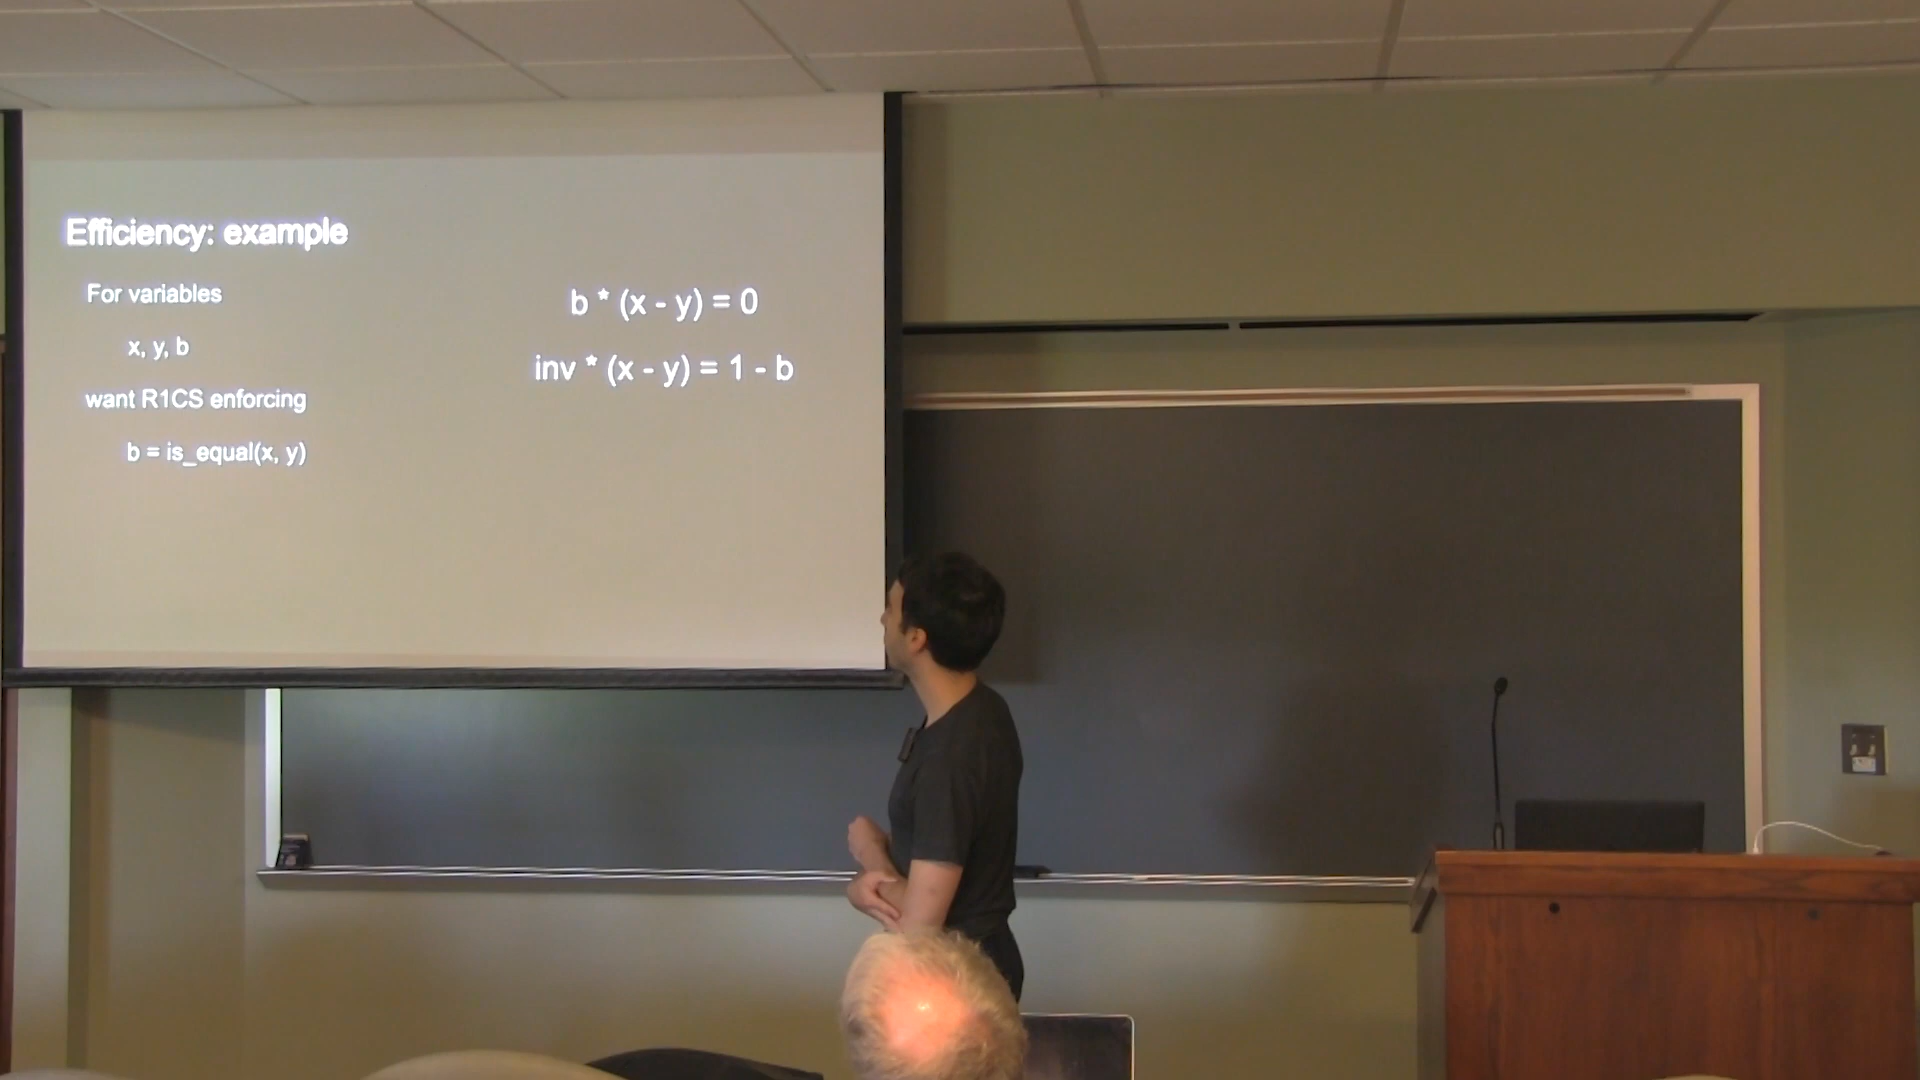 Efficiency: example
For variables
x, y, b
want R1CS enforcing
b = is_equal(x, y)
b * (x - y) = 0
inv * (x - y) = 1 - b